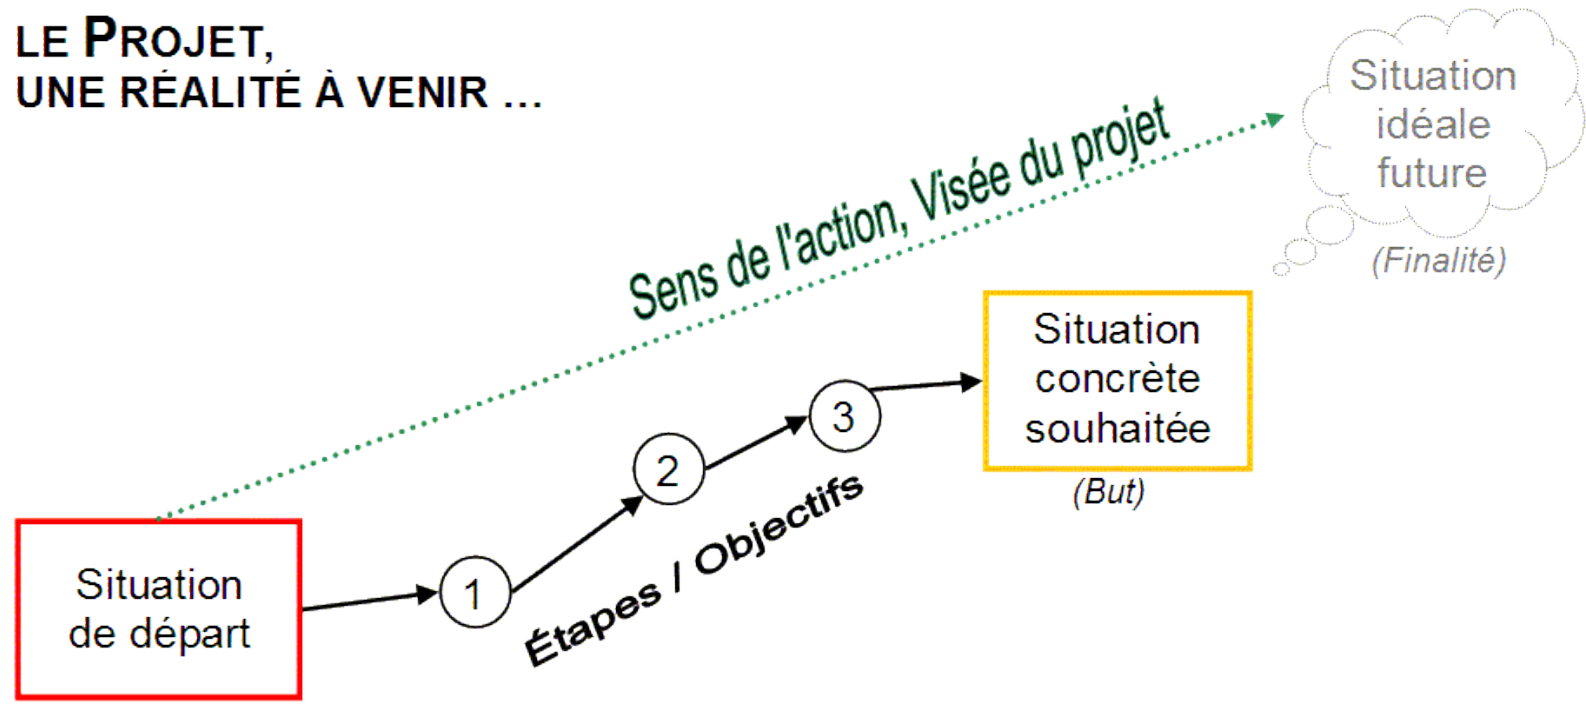 LE PROJET,
UNE RÉALITÉ À VENIR ...
Situation
idéale
future
(Finalité)
Sens de l'action, Visée du projet
Situation
concrète
souhaitée
(But)
3
2
1
Étapes / Objectifs
Situation
de départ